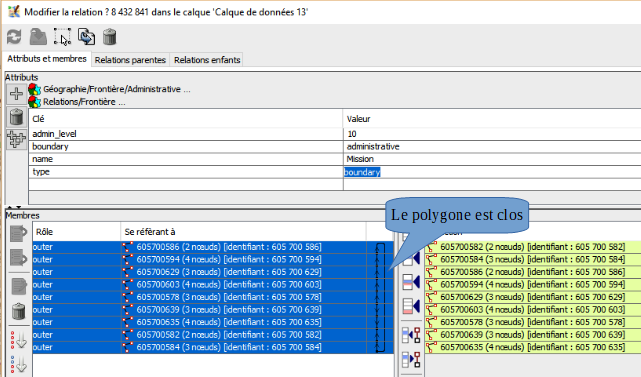 Modifier la relation ? 8 432 841 dans le calque 'Calque de données 13'
Attributs et membres Relations parentes Relations enfants
Attributs
Géographie/Frontière/Administrative ...
Relations/Frontière ...
Clé Valeur
admin_level 10
boundary administrative
name Mission
type boundary
Le polygone est clos
Membres
Rôle Se référant à
outer 605700586 (2 nœuds) [identifiant : 605 700 586]
outer 605700594 (4 nœuds) [identifiant : 605 700 594]
outer 605700629 (3 nœuds) [identifiant : 605 700 629]
outer 605700603 (4 nœuds) [identifiant : 605 700 603]
outer 605700578 (3 nœuds) [identifiant : 605 700 578]
outer 605700639 (3 nœuds) [identifiant : 605 700 639]
outer 605700635 (4 nœuds) [identifiant : 605 700 635]
outer 605700582 (2 nœuds) [identifiant : 605 700 582]
outer 605700584 (3 nœuds) [identifiant : 605 700 584]
605700582 (2 nœuds) [identifiant : 605 700 582]
605700584 (3 nœuds) [identifiant : 605 700 584]
605700586 (2 nœuds) [identifiant : 605 700 586]
605700594 (4 nœuds) [identifiant : 605 700 594]
605700629 (3 nœuds) [identifiant : 605 700 629]
605700603 (4 nœuds) [identifiant : 605 700 603]
605700578 (3 nœuds) [identifiant : 605 700 578]
605700639 (3 nœuds) [identifiant : 605 700 639]
605700635 (4 nœuds) [identifiant : 605 700 635]